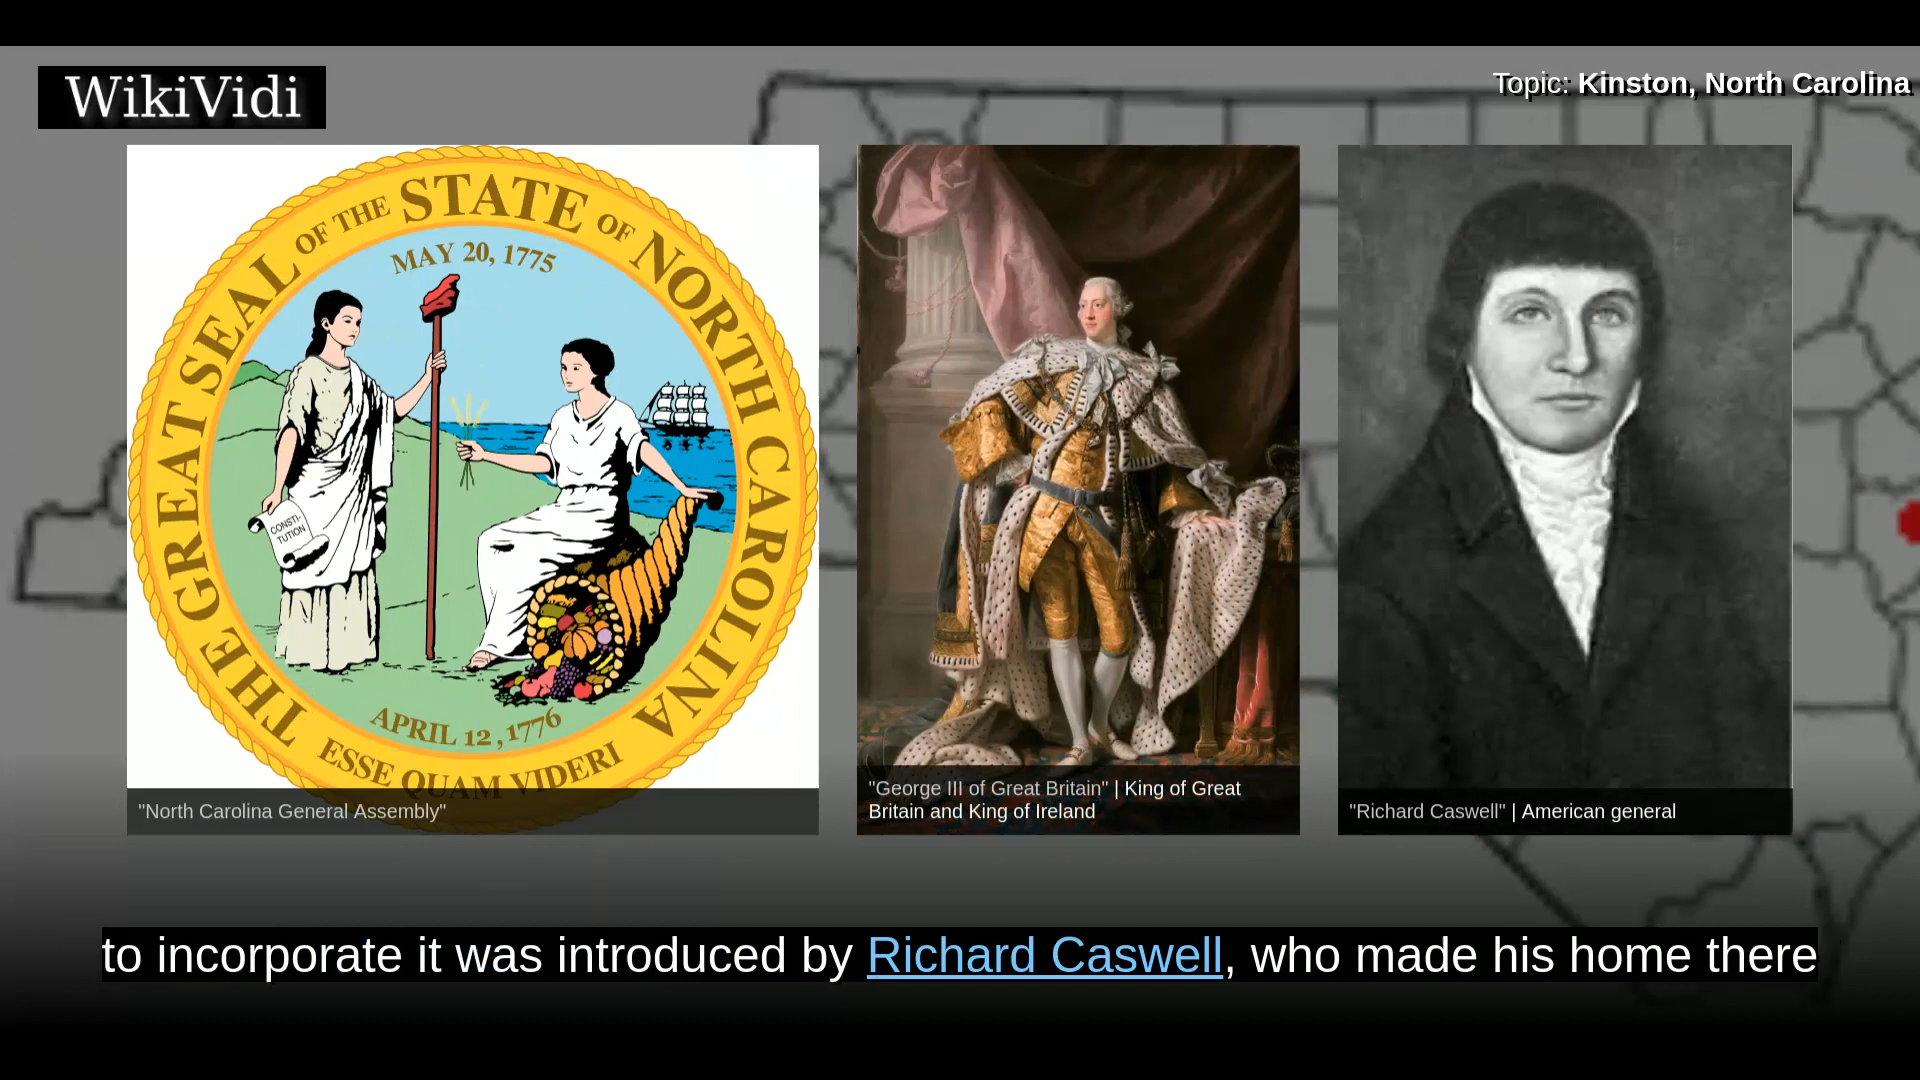 WikiVidi
Topic: Kinston, North Carolina
THE GREAT SEAL OF THE STATE OF NORTH CAROLINA
MAY 20, 1775
CONSTI-
TUTION
APRIL 12, 1776
ESSE QUAM VIDERI
"North Carolina General Assembly"
"George III of Great Britain" | King of Great
Britain and King of Ireland
"Richard Caswell" | American general
to incorporate it was introduced by Richard Caswell, who made his home there